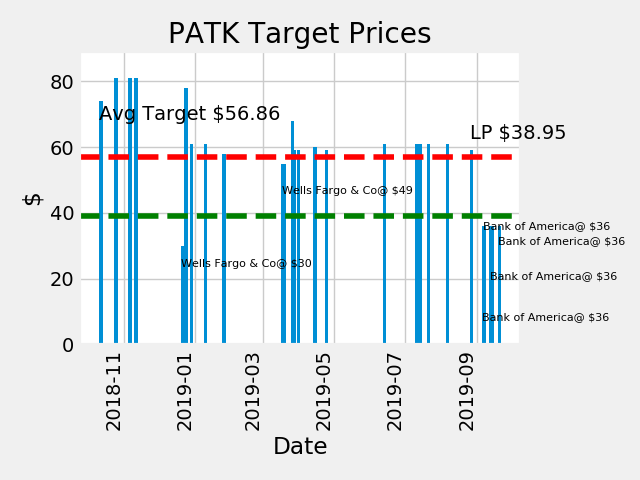 PATK Target Prices
80
60
40
20
0
$
Avg Target $56.86
LP $38.95
Wells Fargo & Co@ $49
Bank of America@ $36
Bank of America@ $36
Wells Fargo & Co@ $30
Bank of America@ $36
Bank of America@ $36
2018-11
2019-01
2019-03
2019-05
2019-07
2019-09
Date